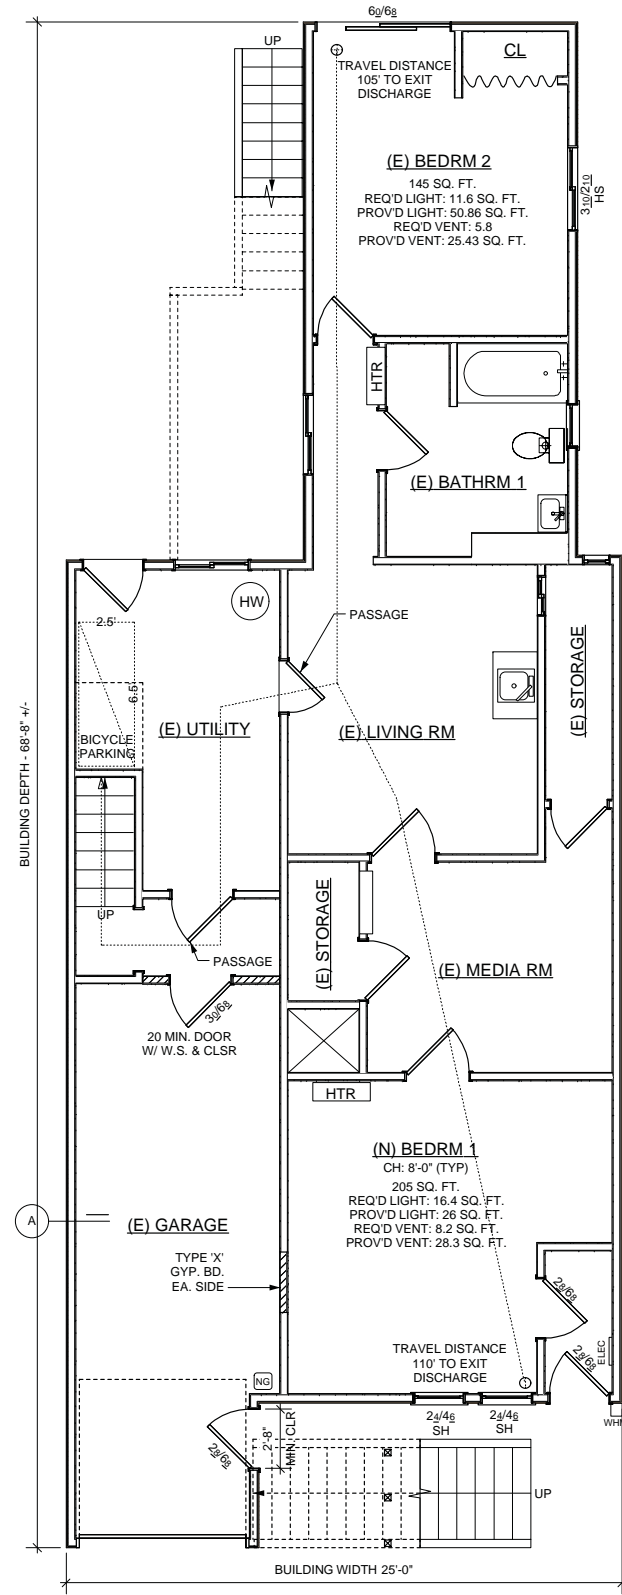 6⁰/6⁸
UP
CL
TRAVEL DISTANCE
105' TO EXIT
DISCHARGE
(E) BEDRM 2
145 SQ. FT.
REQ'D LIGHT: 11.6 SQ. FT.
PROV'D LIGHT: 50.86 SQ. FT.
REQ'D VENT: 5.8
PROV'D VENT: 25.43 SQ. FT.
3¹⁰/2¹⁰
HS
HTR
(E) BATHRM 1
HW
PASSAGE
2.5'
6.5'
BICYCLE
PARKING
(E) UTILITY
(E) LIVING RM
(E) STORAGE
BUILDING DEPTH - 68'-8" +/-
UP
PASSAGE
(E) STORAGE
(E) MEDIA RM
3⁰/6⁸
20 MIN. DOOR
W/ W.S. & CLSR
HTR
(N) BEDRM 1
CH: 8'-0" (TYP)
205 SQ. FT.
REQ'D LIGHT: 16.4 SQ. FT.
PROV'D LIGHT: 26 SQ. FT.
REQ'D VENT: 8.2 SQ. FT.
PROV'D VENT: 28.3 SQ. FT.
A
(E) GARAGE
TYPE 'X'
GYP. BD.
EA. SIDE
2⁸/6⁸
ELEC
2⁸/6⁸
TRAVEL DISTANCE
110' TO EXIT
DISCHARGE
NG
2⁴/4⁶
SH
2⁴/4⁶
SH
WHM
2⁸/6⁸
2'-8"
MIN. CLR
UP
BUILDING WIDTH 25'-0"